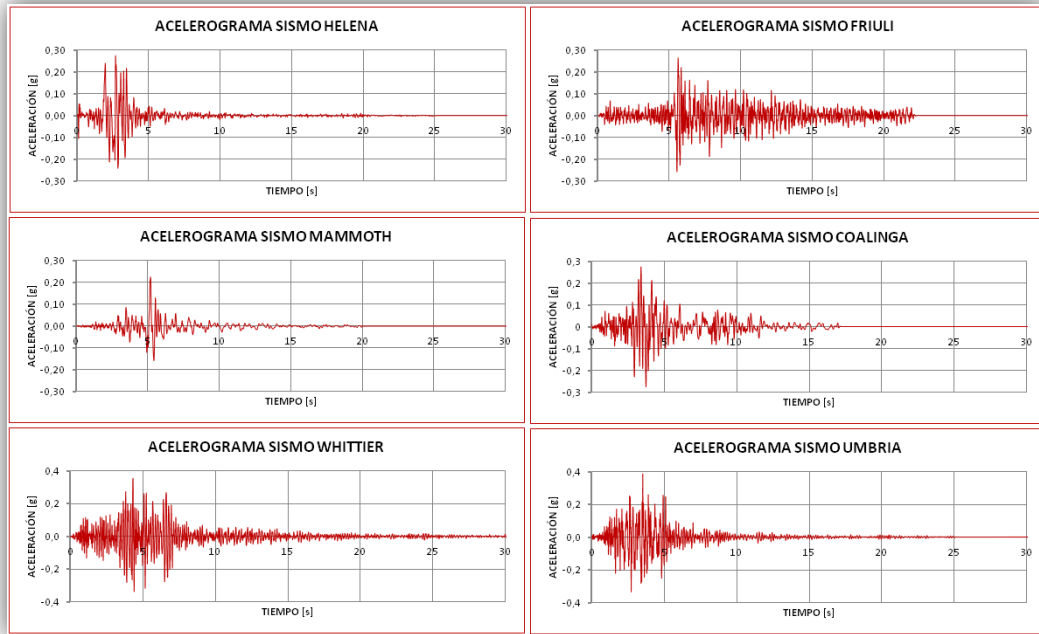 ACELEROGRAMA SISMO HELENA
ACELERACIÓN [g]
0,30
0,20
0,10
0,00
-0,10
-0,20
-0,30
0 5 10 15 20 25 30
TIEMPO [s]
ACELEROGRAMA SISMO FRIULI
ACELERACIÓN [g]
0,30
0,20
0,10
0,00
-0,10
-0,20
-0,30
0 5 10 15 20 25 30
TIEMPO [s]
ACELEROGRAMA SISMO MAMMOTH
ACELERACIÓN [g]
0,30
0,20
0,10
0,00
-0,10
-0,20
-0,30
0 5 10 15 20 25 30
TIEMPO [s]
ACELEROGRAMA SISMO COALINGA
ACELERACIÓN [g]
0,3
0,2
0,1
0
-0,1
-0,2
-0,3
0 5 10 15 20 25 30
TIEMPO [s]
ACELEROGRAMA SISMO WHITTIER
ACELERACIÓN [g]
0,4
0,2
0,0
-0,2
-0,4
0 5 10 15 20 25 30
TIEMPO [s]
ACELEROGRAMA SISMO UMBRIA
ACELERACIÓN [g]
0,4
0,2
0,0
-0,2
-0,4
0 5 10 15 20 25 30
TIEMPO [s]